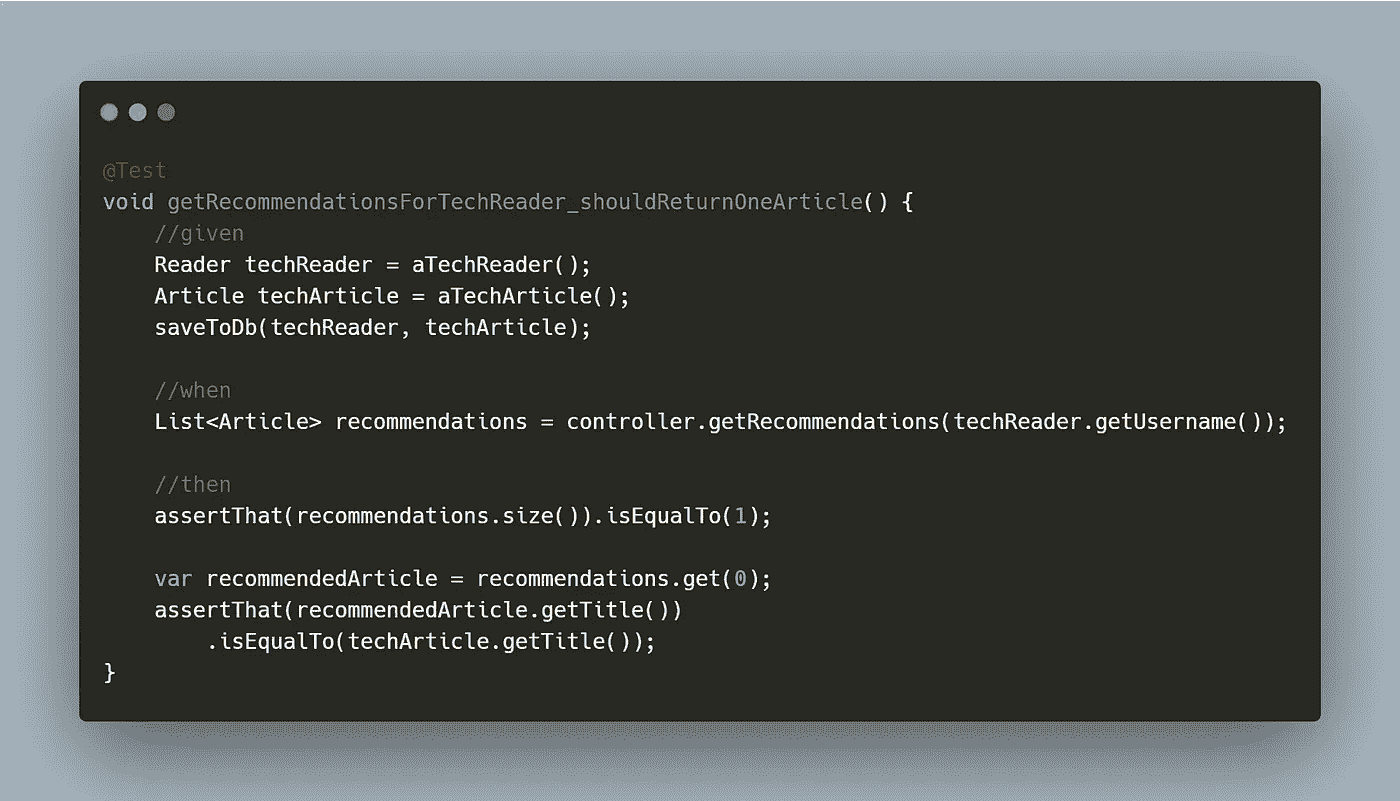 @Test
void getRecommendationsForTechReader_shouldReturnOneArticle() {
    //given
    Reader techReader = aTechReader();
    Article techArticle = aTechArticle();
    saveToDb(techReader, techArticle);

    //when
    List<Article> recommendations = controller.getRecommendations(techReader.getUsername());

    //then
    assertThat(recommendations.size()).isEqualTo(1);

    var recommendedArticle = recommendations.get(0);
    assertThat(recommendedArticle.getTitle())
        .isEqualTo(techArticle.getTitle());
}